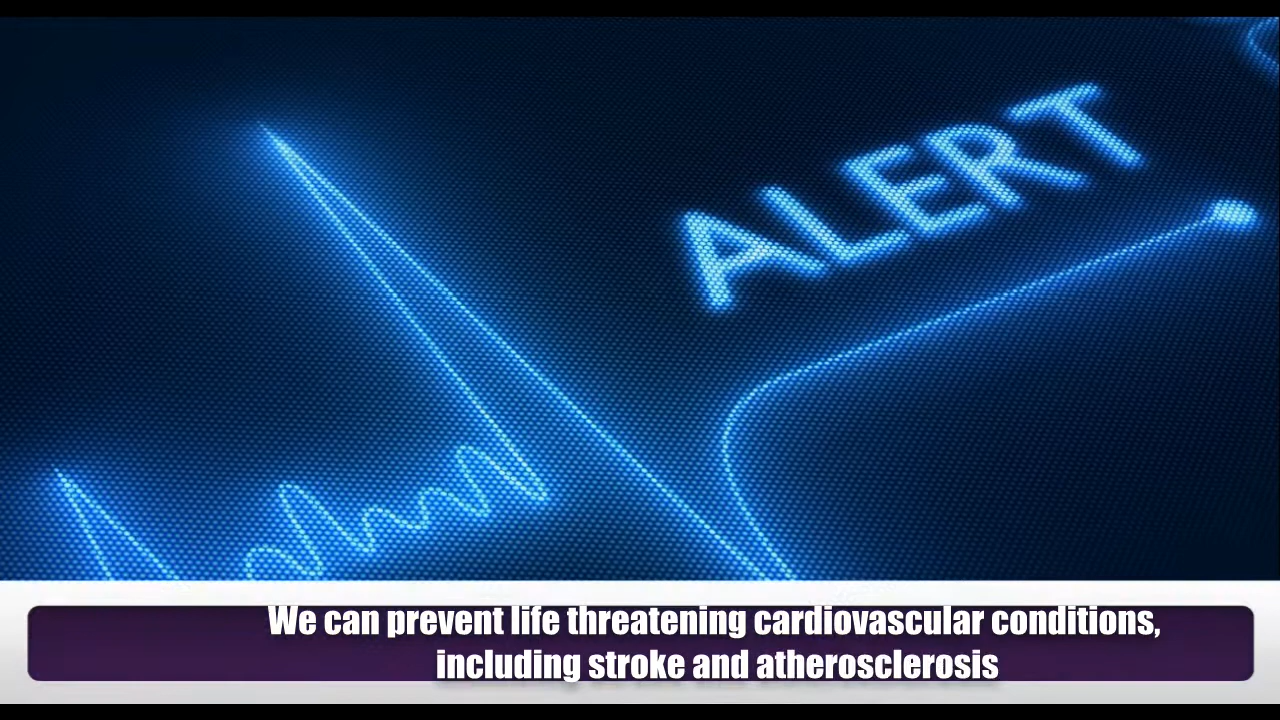 ALERT
We can prevent life threatening cardiovascular conditions,
including stroke and atherosclerosis